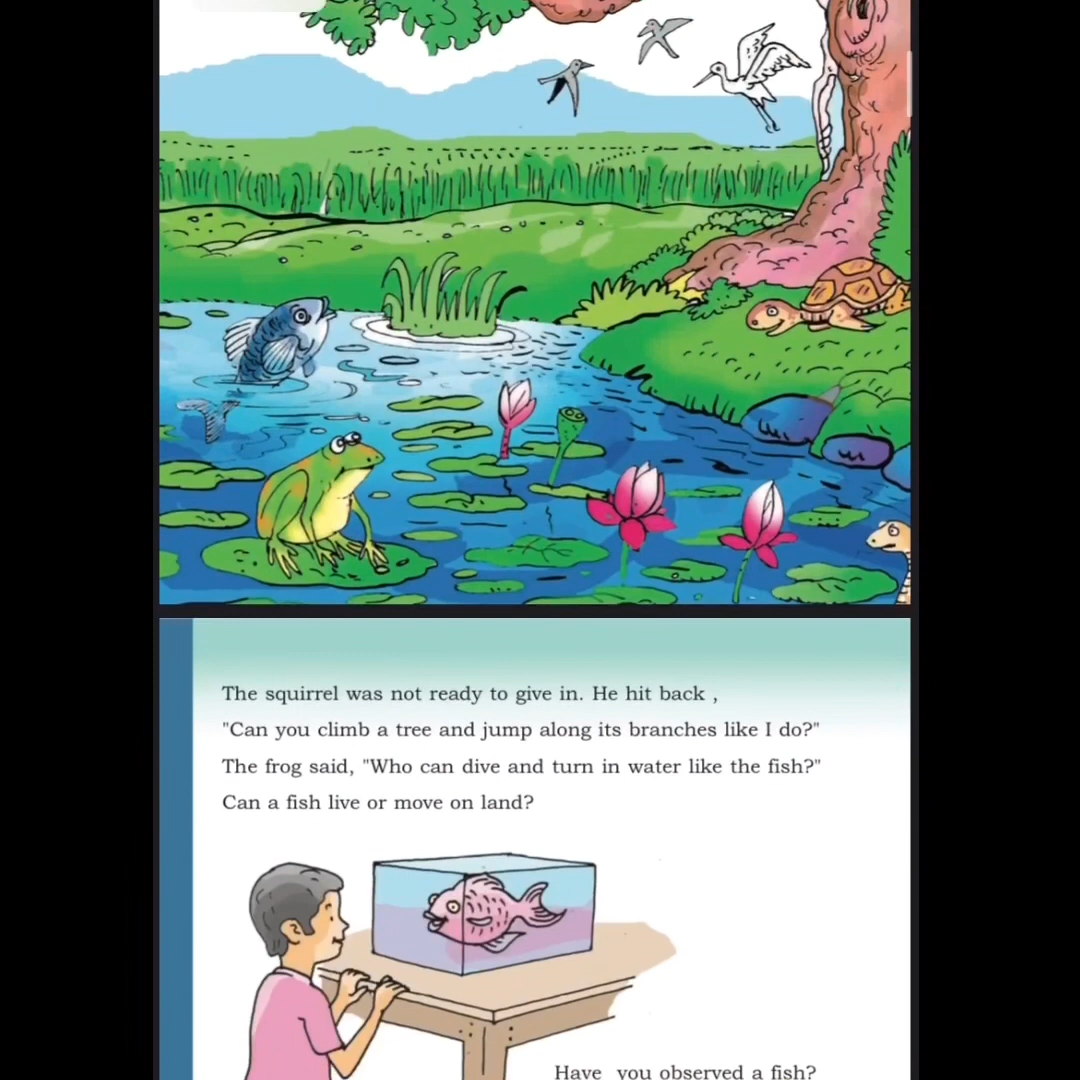 The squirrel was not ready to give in. He hit back ,
"Can you climb a tree and jump along its branches like I do?"
The frog said, "Who can dive and turn in water like the fish?"
Can a fish live or move on land?
Have you observed a fish?